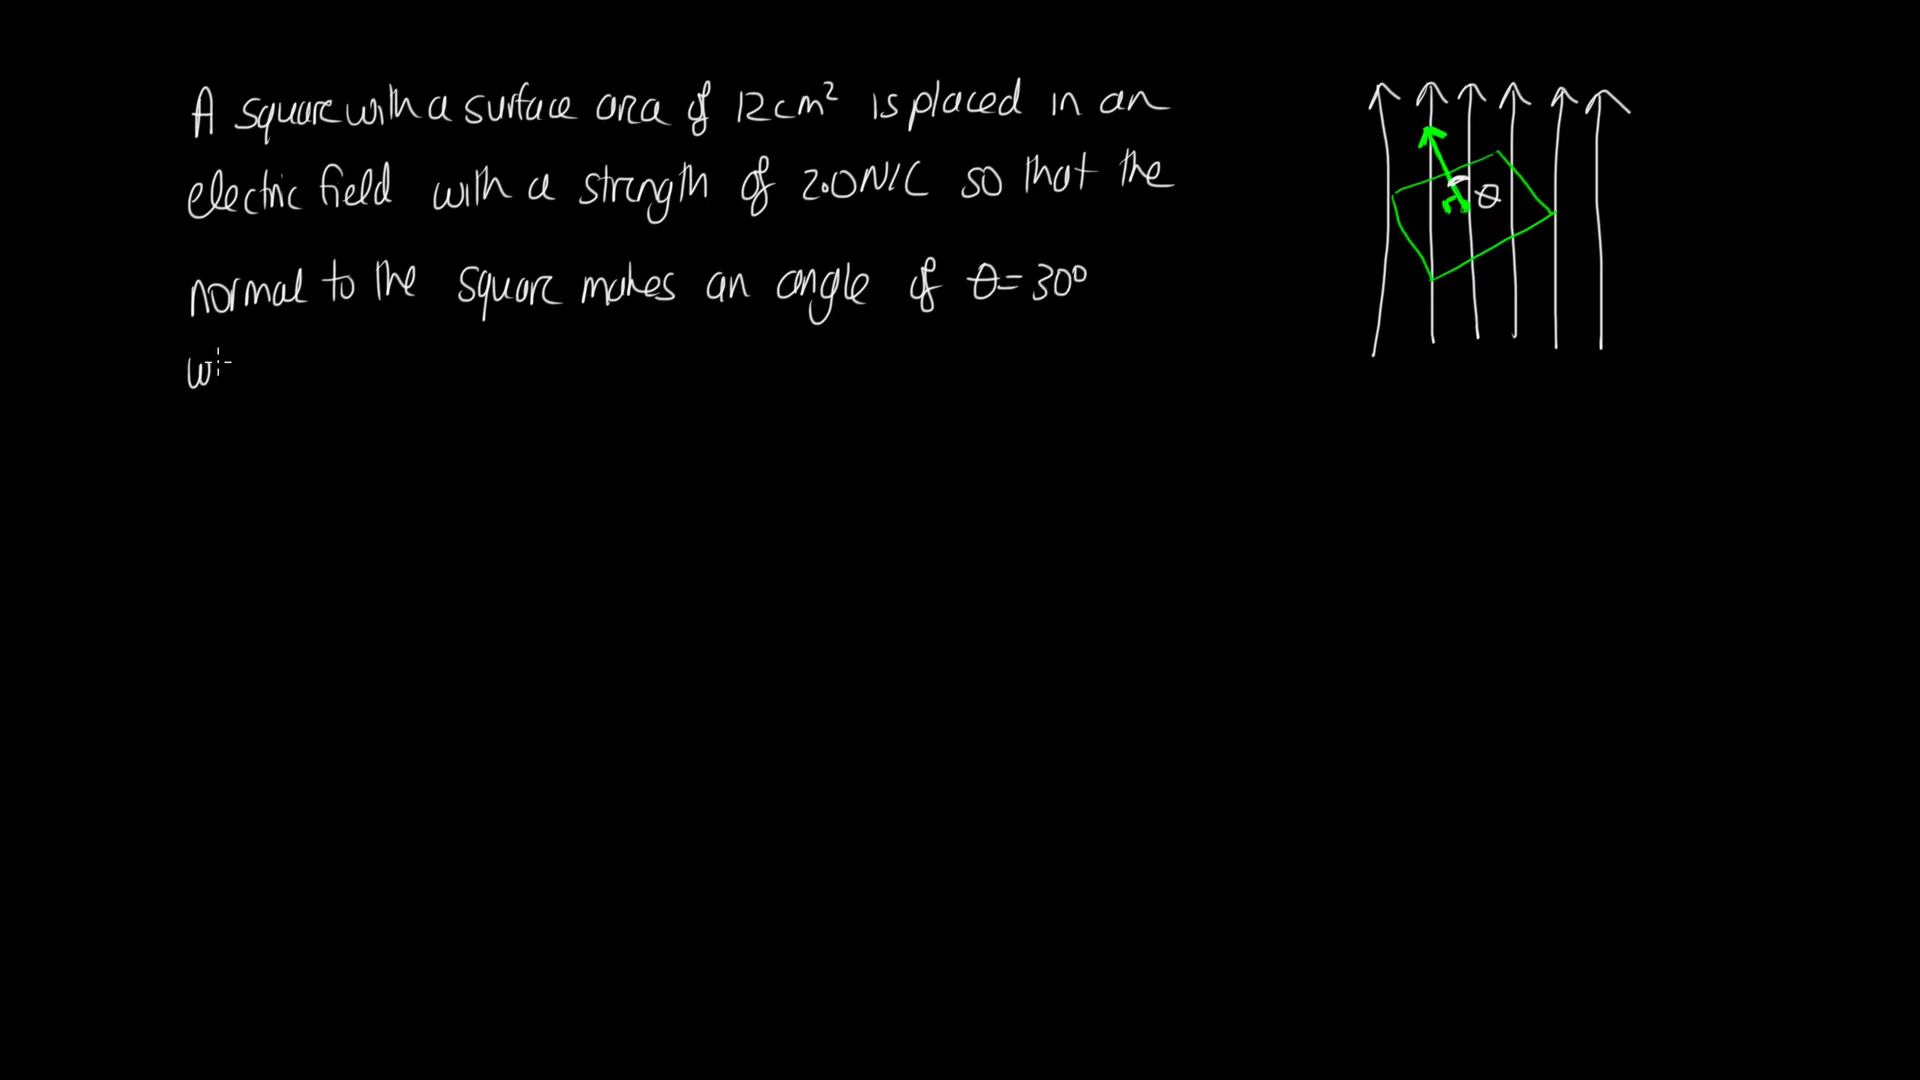 A square with a surface area of 12cm² is placed in an
electric field with a strength of 2.0N/C so that the
normal to the square makes an angle of θ=30°
wi
θ